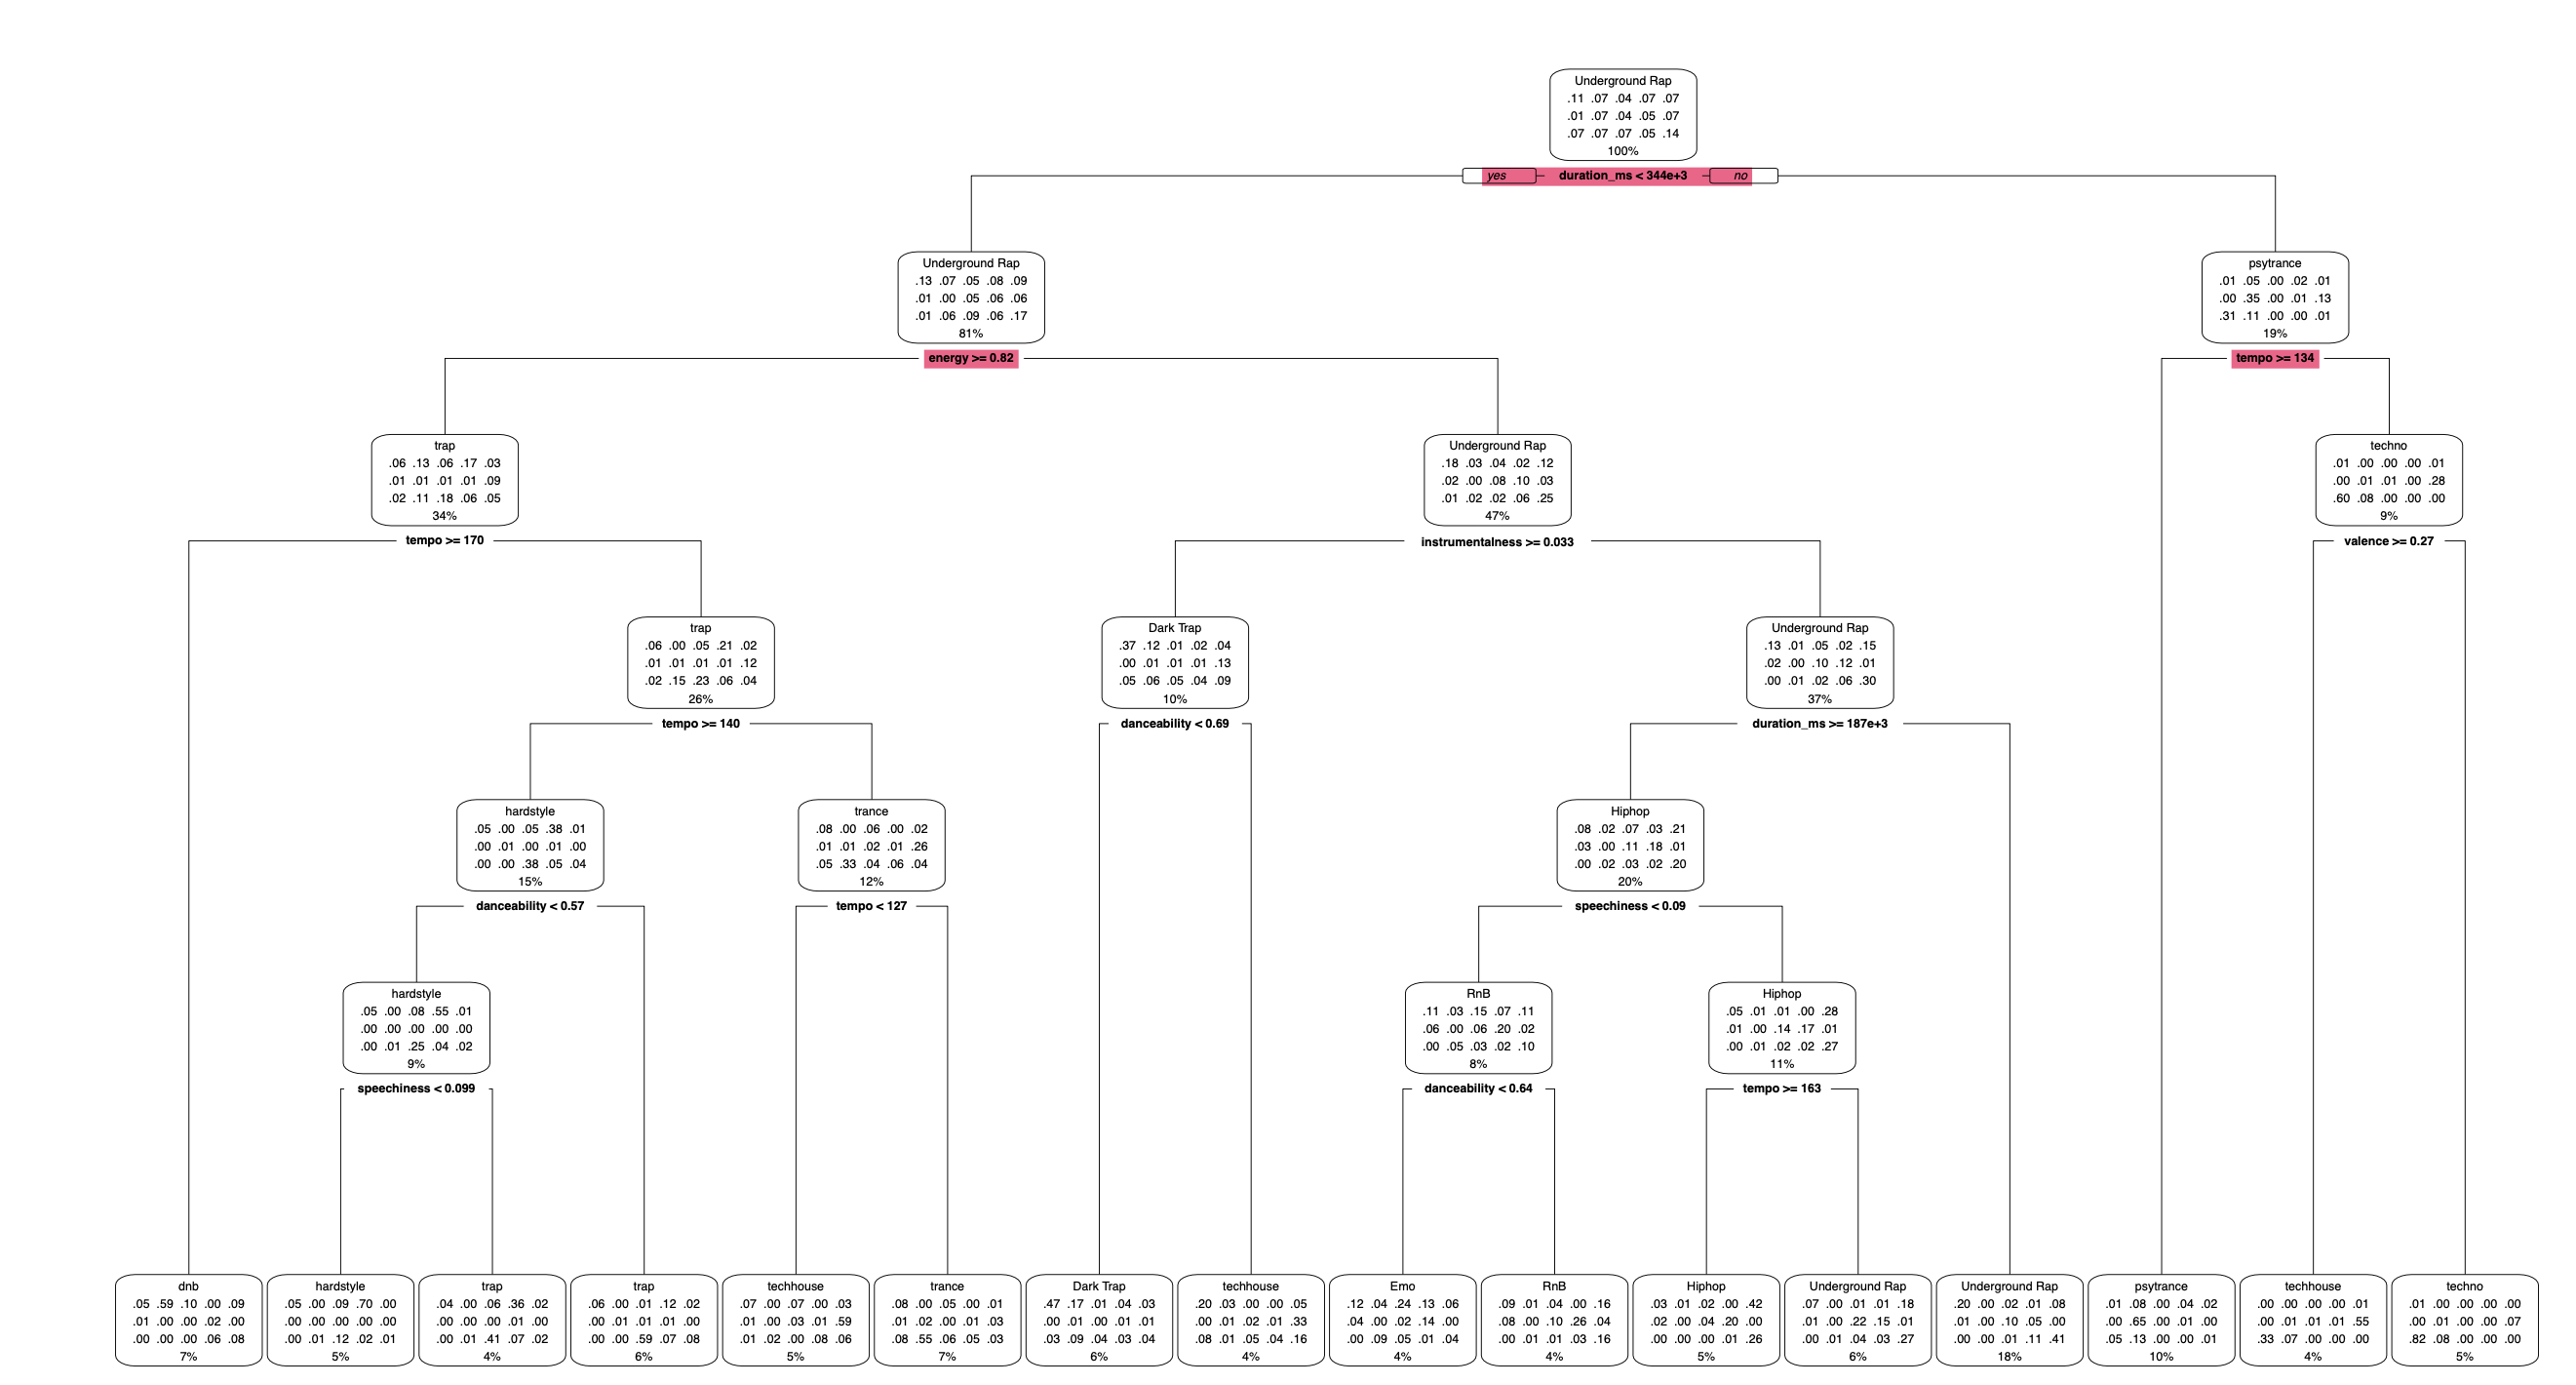 Underground Rap
.11 .07 .04 .07 .07
.01 .07 .04 .05 .07
.07 .07 .07 .05 .14
100%
yes duration_ms < 344e+3 no
Underground Rap
.13 .07 .05 .08 .09
.01 .00 .05 .06 .06
.01 .06 .09 .06 .17
81%
energy >= 0.82
psytrance
.01 .05 .00 .02 .01
.00 .35 .00 .01 .13
.31 .11 .00 .00 .01
19%
tempo >= 134
trap
.06 .13 .06 .17 .03
.01 .01 .01 .01 .09
.02 .11 .18 .06 .05
34%
tempo >= 170
Underground Rap
.18 .03 .04 .02 .12
.02 .00 .08 .10 .03
.01 .02 .02 .06 .25
47%
instrumentalness >= 0.033
techno
.01 .00 .00 .00 .01
.00 .01 .01 .00 .28
.60 .08 .00 .00 .00
9%
valence >= 0.27
trap
.06 .00 .05 .21 .02
.01 .01 .01 .01 .12
.02 .15 .23 .06 .04
26%
tempo >= 140
Dark Trap
.37 .12 .01 .02 .04
.00 .01 .01 .01 .13
.05 .06 .05 .04 .09
10%
danceability < 0.69
Underground Rap
.13 .01 .05 .02 .15
.02 .00 .10 .12 .01
.00 .01 .02 .06 .30
37%
duration_ms >= 187e+3
hardstyle
.05 .00 .05 .38 .01
.00 .01 .00 .01 .00
.00 .00 .38 .05 .04
15%
danceability < 0.57
trance
.08 .00 .06 .00 .02
.01 .01 .02 .01 .26
.05 .33 .04 .06 .04
12%
tempo < 127
Hiphop
.08 .02 .07 .03 .21
.03 .00 .11 .18 .01
.00 .02 .03 .02 .20
20%
speechiness < 0.09
hardstyle
.05 .00 .08 .55 .01
.00 .00 .00 .00 .00
.00 .01 .25 .04 .02
9%
speechiness < 0.099
RnB
.11 .03 .15 .07 .11
.06 .00 .06 .20 .02
.00 .05 .03 .02 .10
8%
danceability < 0.64
Hiphop
.05 .01 .01 .00 .28
.01 .00 .14 .17 .01
.00 .01 .02 .02 .27
11%
tempo >= 163
dnb
.05 .59 .10 .00 .09
.01 .00 .00 .02 .00
.00 .00 .00 .06 .08
7%
hardstyle
.05 .00 .09 .70 .00
.00 .00 .00 .00 .00
.00 .01 .12 .02 .01
5%
trap
.04 .00 .06 .36 .02
.00 .00 .00 .01 .00
.00 .01 .41 .07 .02
4%
trap
.06 .00 .01 .12 .02
.00 .01 .01 .01 .00
.00 .00 .59 .07 .08
6%
techhouse
.07 .00 .07 .00 .03
.01 .00 .03 .01 .59
.01 .02 .00 .08 .06
5%
trance
.08 .00 .05 .00 .01
.01 .02 .00 .01 .03
.08 .55 .06 .05 .03
7%
Dark Trap
.47 .17 .01 .04 .03
.00 .01 .00 .01 .01
.03 .09 .04 .03 .04
6%
techhouse
.20 .03 .00 .00 .05
.00 .01 .02 .01 .33
.08 .01 .05 .04 .16
4%
Emo
.12 .04 .24 .13 .06
.04 .00 .02 .14 .00
.00 .09 .05 .01 .04
4%
RnB
.09 .01 .04 .00 .16
.08 .00 .10 .26 .04
.00 .01 .01 .03 .16
4%
Hiphop
.03 .01 .02 .00 .42
.02 .00 .04 .20 .00
.00 .00 .00 .01 .26
5%
Underground Rap
.07 .00 .01 .01 .18
.01 .00 .22 .15 .01
.00 .01 .04 .03 .27
6%
Underground Rap
.20 .00 .02 .01 .08
.01 .00 .10 .05 .00
.00 .00 .01 .11 .41
18%
psytrance
.01 .08 .00 .04 .02
.00 .65 .00 .01 .00
.05 .13 .00 .00 .01
10%
techhouse
.00 .00 .00 .00 .01
.00 .01 .01 .01 .55
.33 .07 .00 .00 .00
4%
techno
.01 .00 .00 .00 .00
.00 .01 .00 .00 .07
.82 .08 .00 .00 .00
5%